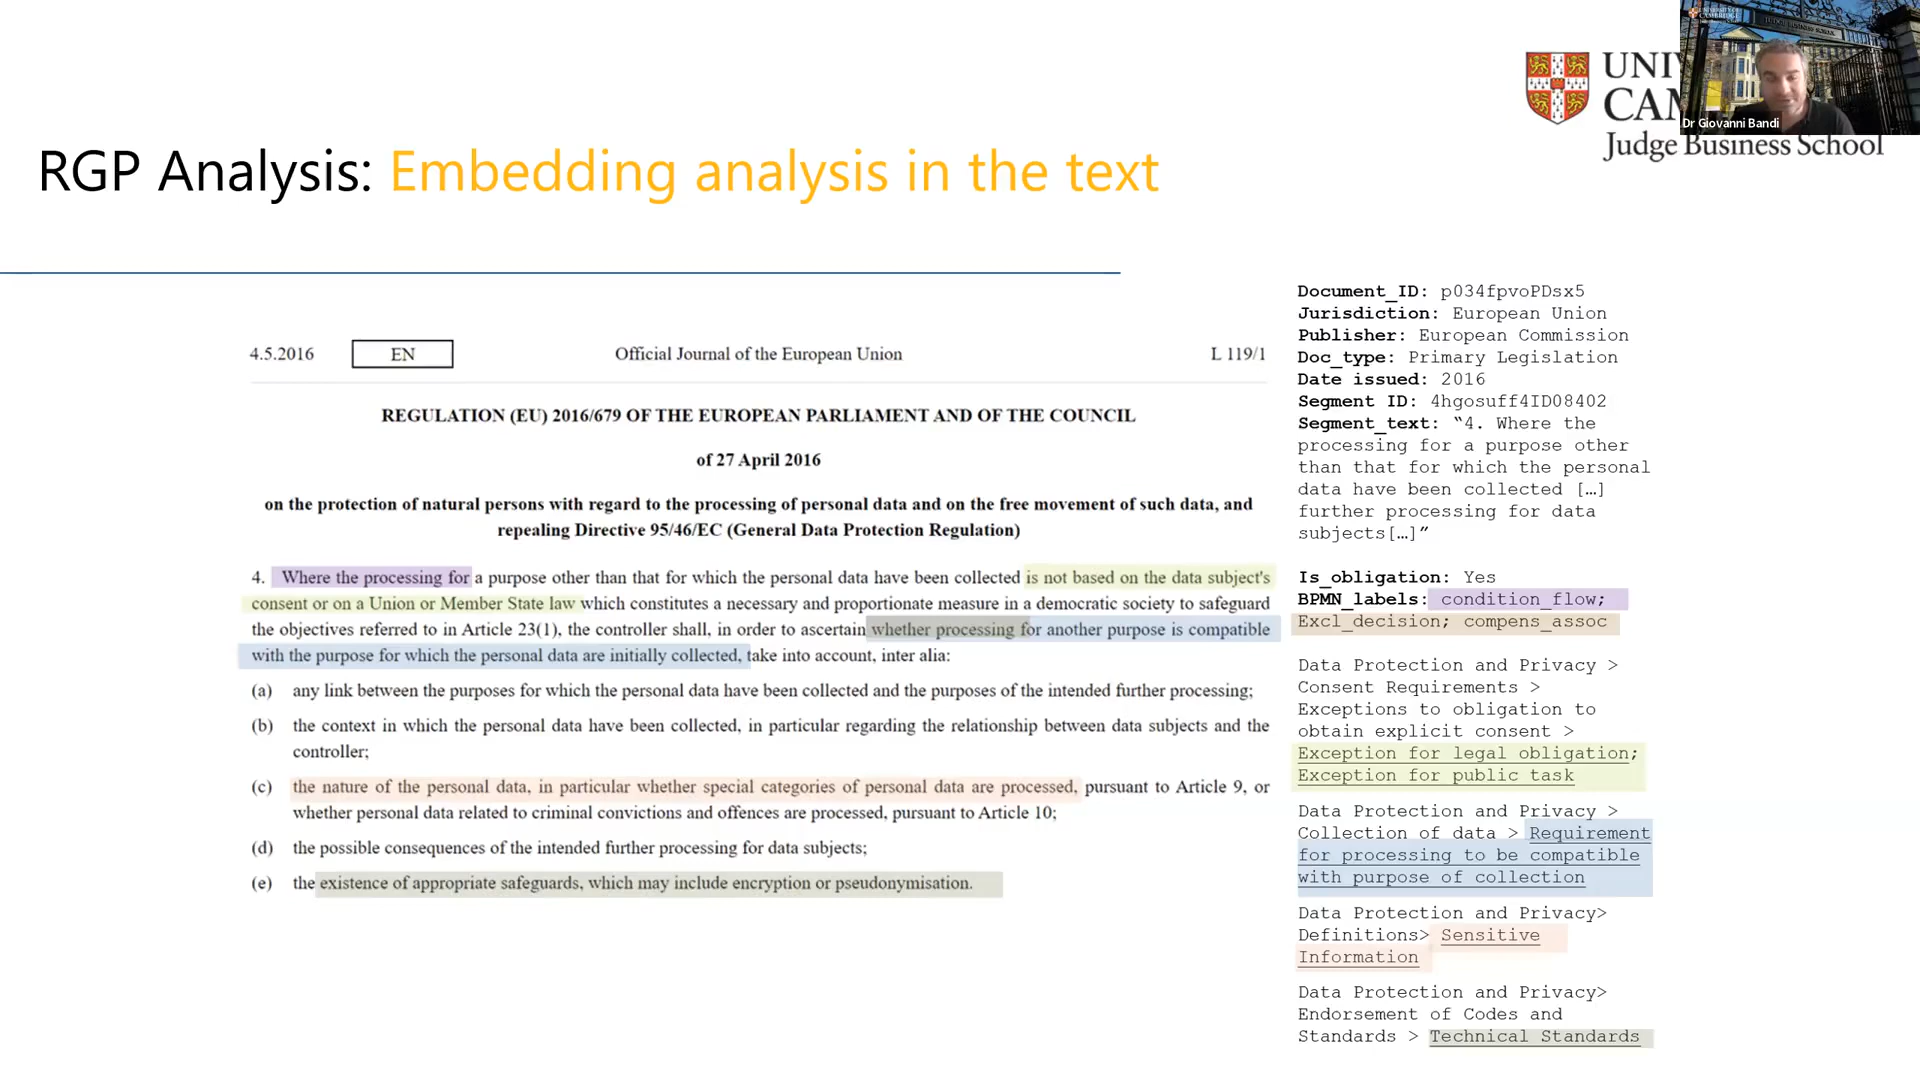 RGP Analysis: Embedding analysis in the text
Judge Business School
Dr Giovanni Bandi
4.5.2016 EN Official Journal of the European Union L 119/1
REGULATION (EU) 2016/679 OF THE EUROPEAN PARLIAMENT AND OF THE COUNCIL
of 27 April 2016
on the protection of natural persons with regard to the processing of personal data and on the free movement of such data, and
repealing Directive 95/46/EC (General Data Protection Regulation)
4. Where the processing for a purpose other than that for which the personal data have been collected is not based on the data subject's
consent or on a Union or Member State law which constitutes a necessary and proportionate measure in a democratic society to safeguard
the objectives referred to in Article 23(1), the controller shall, in order to ascertain whether processing for another purpose is compatible
with the purpose for which the personal data are initially collected, take into account, inter alia:
(a) any link between the purposes for which the personal data have been collected and the purposes of the intended further processing;
(b) the context in which the personal data have been collected, in particular regarding the relationship between data subjects and the
controller;
(c) the nature of the personal data, in particular whether special categories of personal data are processed, pursuant to Article 9, or
whether personal data related to criminal convictions and offences are processed, pursuant to Article 10;
(d) the possible consequences of the intended further processing for data subjects;
(e) the existence of appropriate safeguards, which may include encryption or pseudonymisation.
Document_ID: p034fpvoPDsx5
Jurisdiction: European Union
Publisher: European Commission
Doc_type: Primary Legislation
Date issued: 2016
Segment ID: 4hgosuff4ID08402
Segment_text: “4. Where the
processing for a purpose other
than that for which the personal
data have been collected […]
further processing for data
subjects[…]”
Is_obligation: Yes
BPMN_labels: condition_flow;
Excl_decision; compens_assoc
Data Protection and Privacy >
Consent Requirements >
Exceptions to obligation to
obtain explicit consent >
Exception for legal obligation;
Exception for public task
Data Protection and Privacy >
Collection of data > Requirement
for processing to be compatible
with purpose of collection
Data Protection and Privacy>
Definitions> Sensitive
Information
Data Protection and Privacy>
Endorsement of Codes and
Standards > Technical Standards